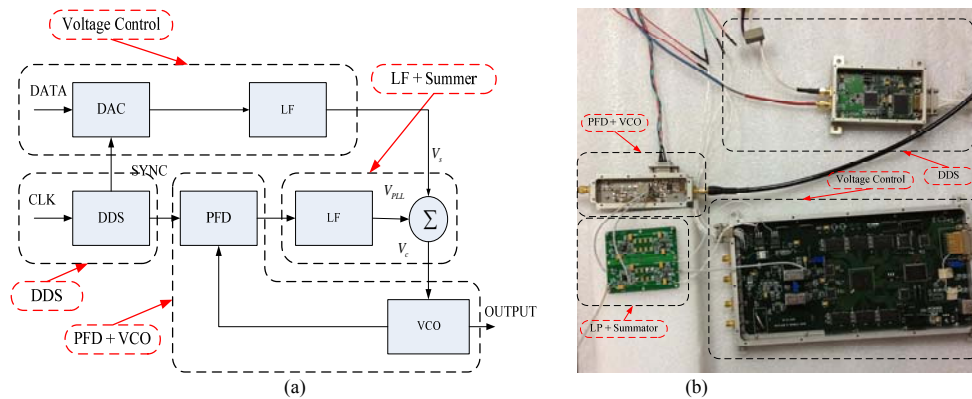 Voltage Control
DATA
DAC
LF
LF + Summer
SYNC
V_s
CLK
DDS
PFD
LF
V_PLL
Σ
V_c
DDS
PFD + VCO
VCO
OUTPUT
(a)
PFD + VCO
Voltage Control
DDS
LP + Summator
(b)